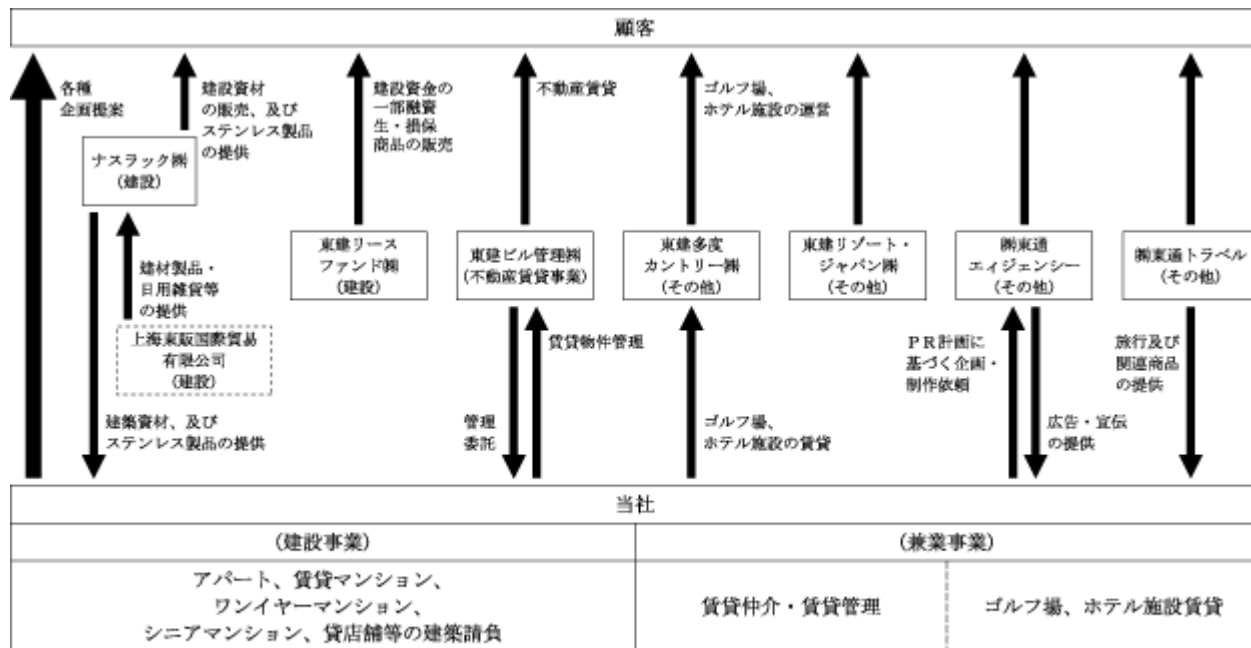 顧客
各種
企画提案
建設資材
の販売、及び
ステンレス製品
の提供
建設資金の
一部融資
生・損保
商品の販売
不動産賃貸
ゴルフ場、
ホテル施設の運営
ナスラック㈱
(建設)
東建リース
ファンド㈱
(建設)
東建ビル管理㈱
(不動産賃貸事業)
東建多度
カントリー㈱
(その他)
東建リゾート・
ジャパン㈱
(その他)
㈱東通
エィジェンシー
(その他)
㈱東通トラベル
(その他)
建材製品・
日用雑貨等
の提供
上海東販国際貿易
有限公司
(建設)
賃貸物件管理
PR計画に
基づく企画・
制作依頼
旅行及び
関連商品
の提供
建築資材、及び
ステンレス製品の提供
管理
委託
ゴルフ場、
ホテル施設の賃貸
広告・宣伝
の提供
当社
(建設事業)
(兼業事業)
アパート、賃貸マンション、
ワンイヤーマンション、
シニアマンション、貸店舗等の建築請負
賃貸仲介・賃貸管理
ゴルフ場、ホテル施設賃貸